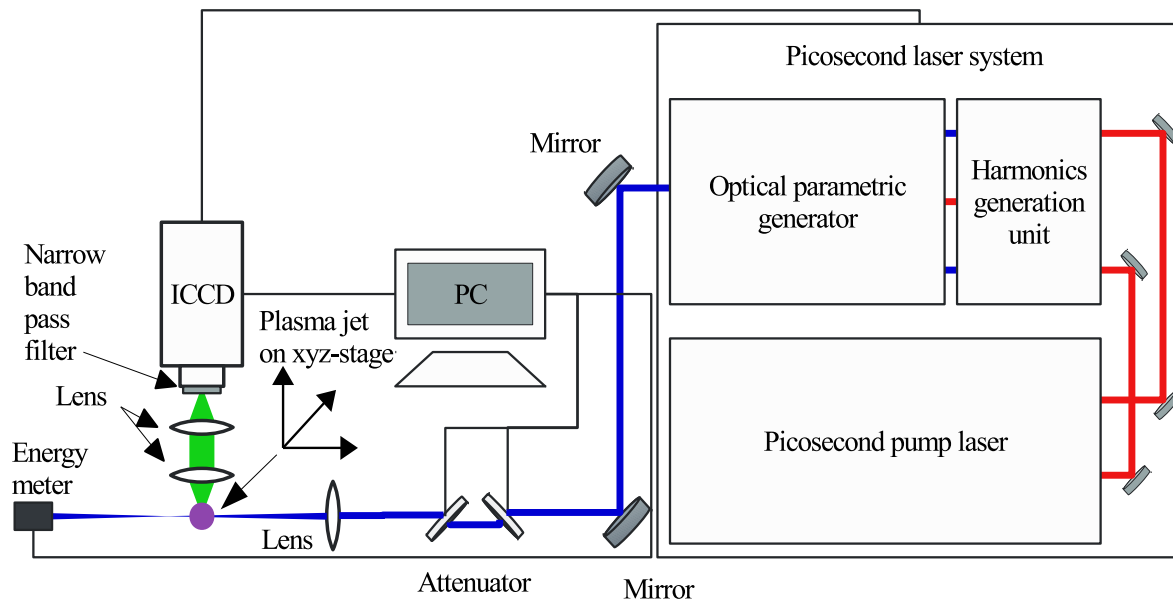 Picosecond laser system
Mirror
Optical parametric
generator
Harmonics
generation
unit
Narrow
band
pass
filter
ICCD
PC
Plasma jet
on xyz-stage
Lens
Picosecond pump laser
Energy
meter
Lens
Attenuator
Mirror